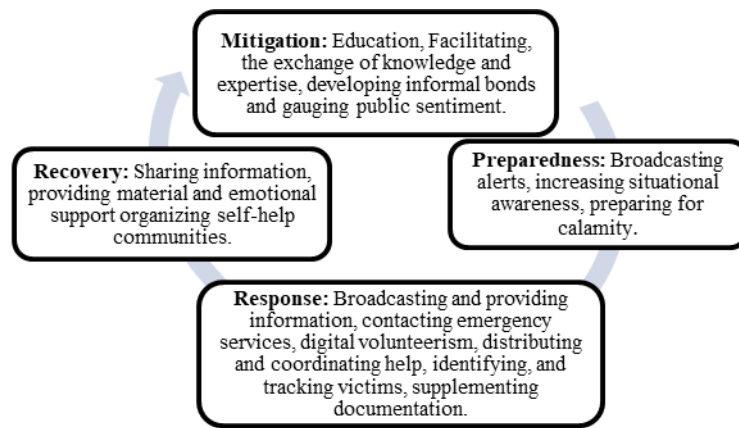 Mitigation: Education, Facilitating,
the exchange of knowledge and
expertise, developing informal bonds
and gauging public sentiment.
Recovery: Sharing information,
providing material and emotional
support organizing self-help
communities.
Preparedness: Broadcasting
alerts, increasing situational
awareness, preparing for
calamity.
Response: Broadcasting and providing
information, contacting emergency
services, digital volunteerism, distributing
and coordinating help, identifying, and
tracking victims, supplementing
documentation.